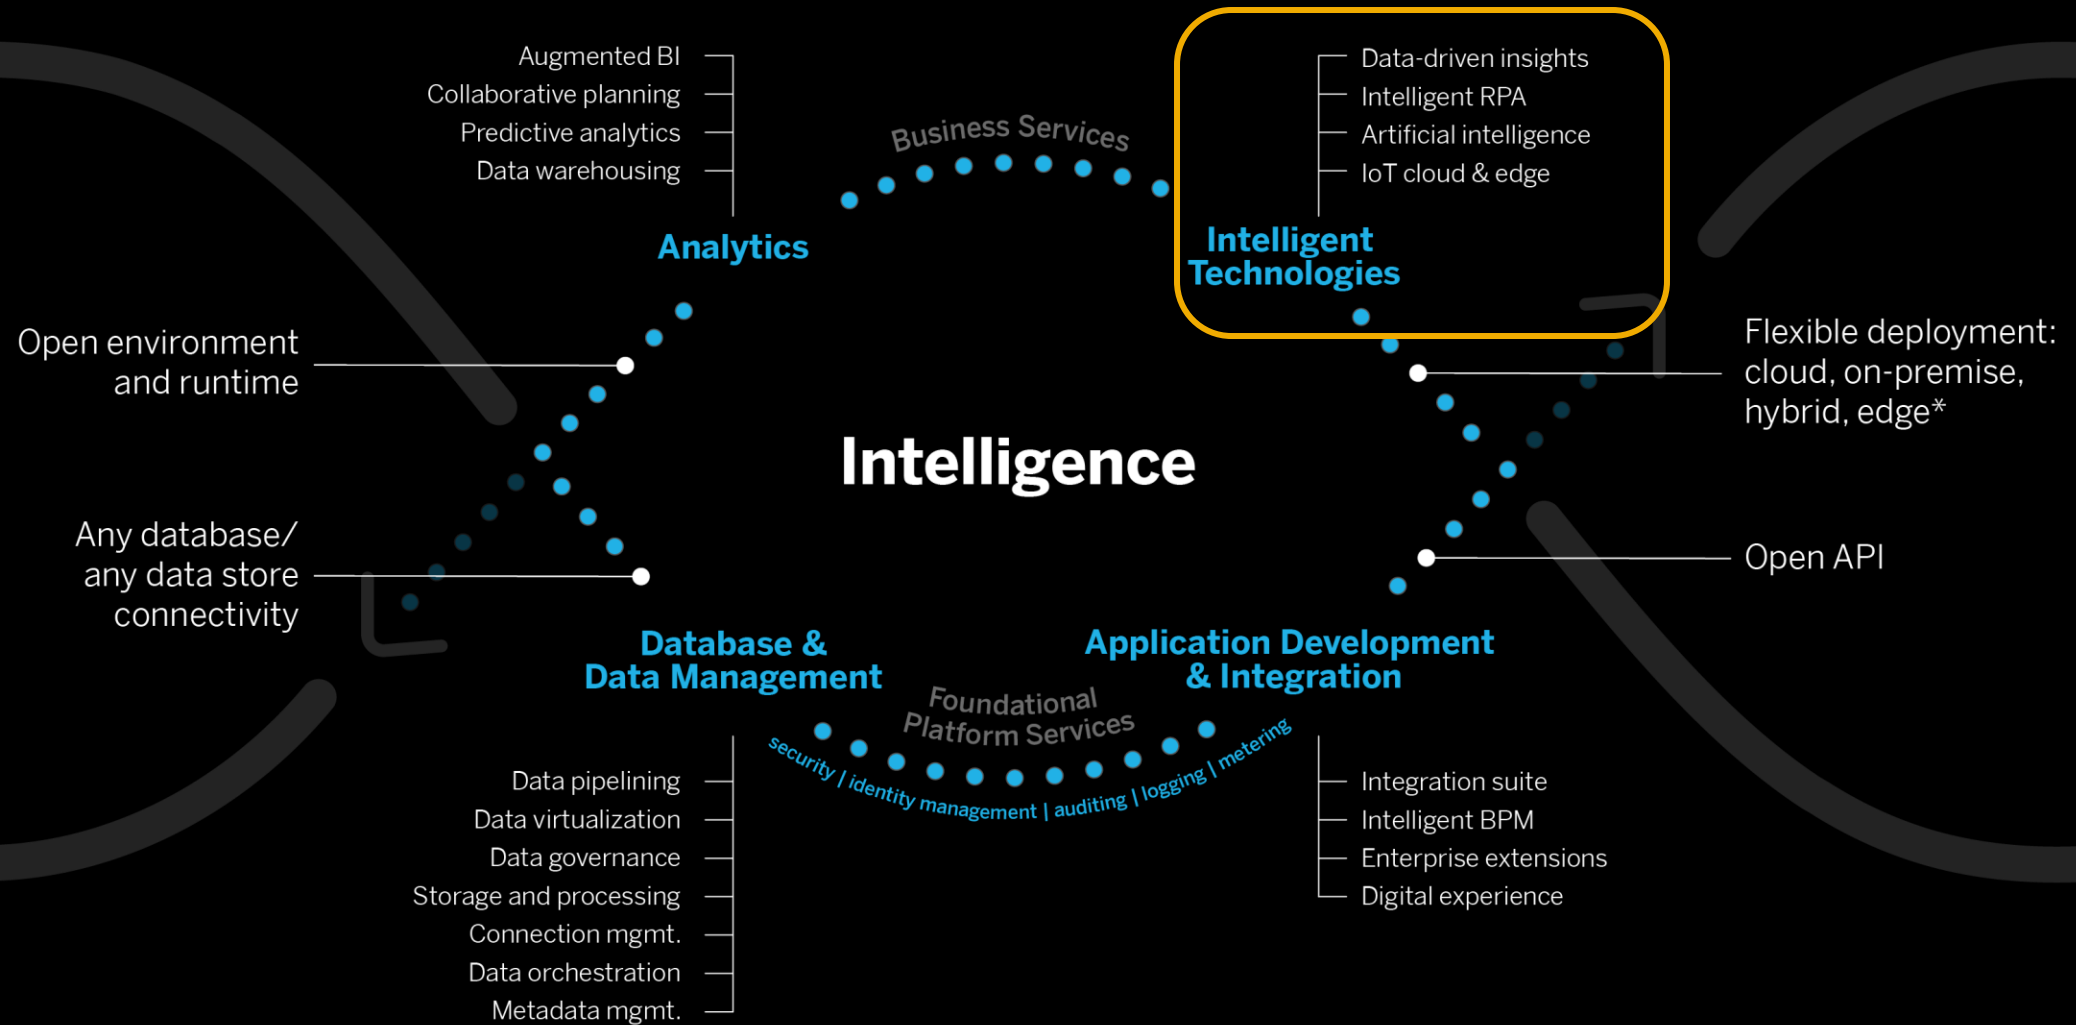 Augmented BI
Collaborative planning
Predictive analytics
Data warehousing
Analytics
Business Services
Data-driven insights
Intelligent RPA
Artificial intelligence
IoT cloud & edge
Intelligent
Technologies
Open environment
and runtime
Flexible deployment:
cloud, on-premise,
hybrid, edge*
Intelligence
Any database/
any data store
connectivity
Open API
Database &
Data Management
Application Development
& Integration
Foundational
Platform Services
security | identity management | auditing | logging | metering
Data pipelining
Data virtualization
Data governance
Storage and processing
Connection mgmt.
Data orchestration
Metadata mgmt.
Integration suite
Intelligent BPM
Enterprise extensions
Digital experience